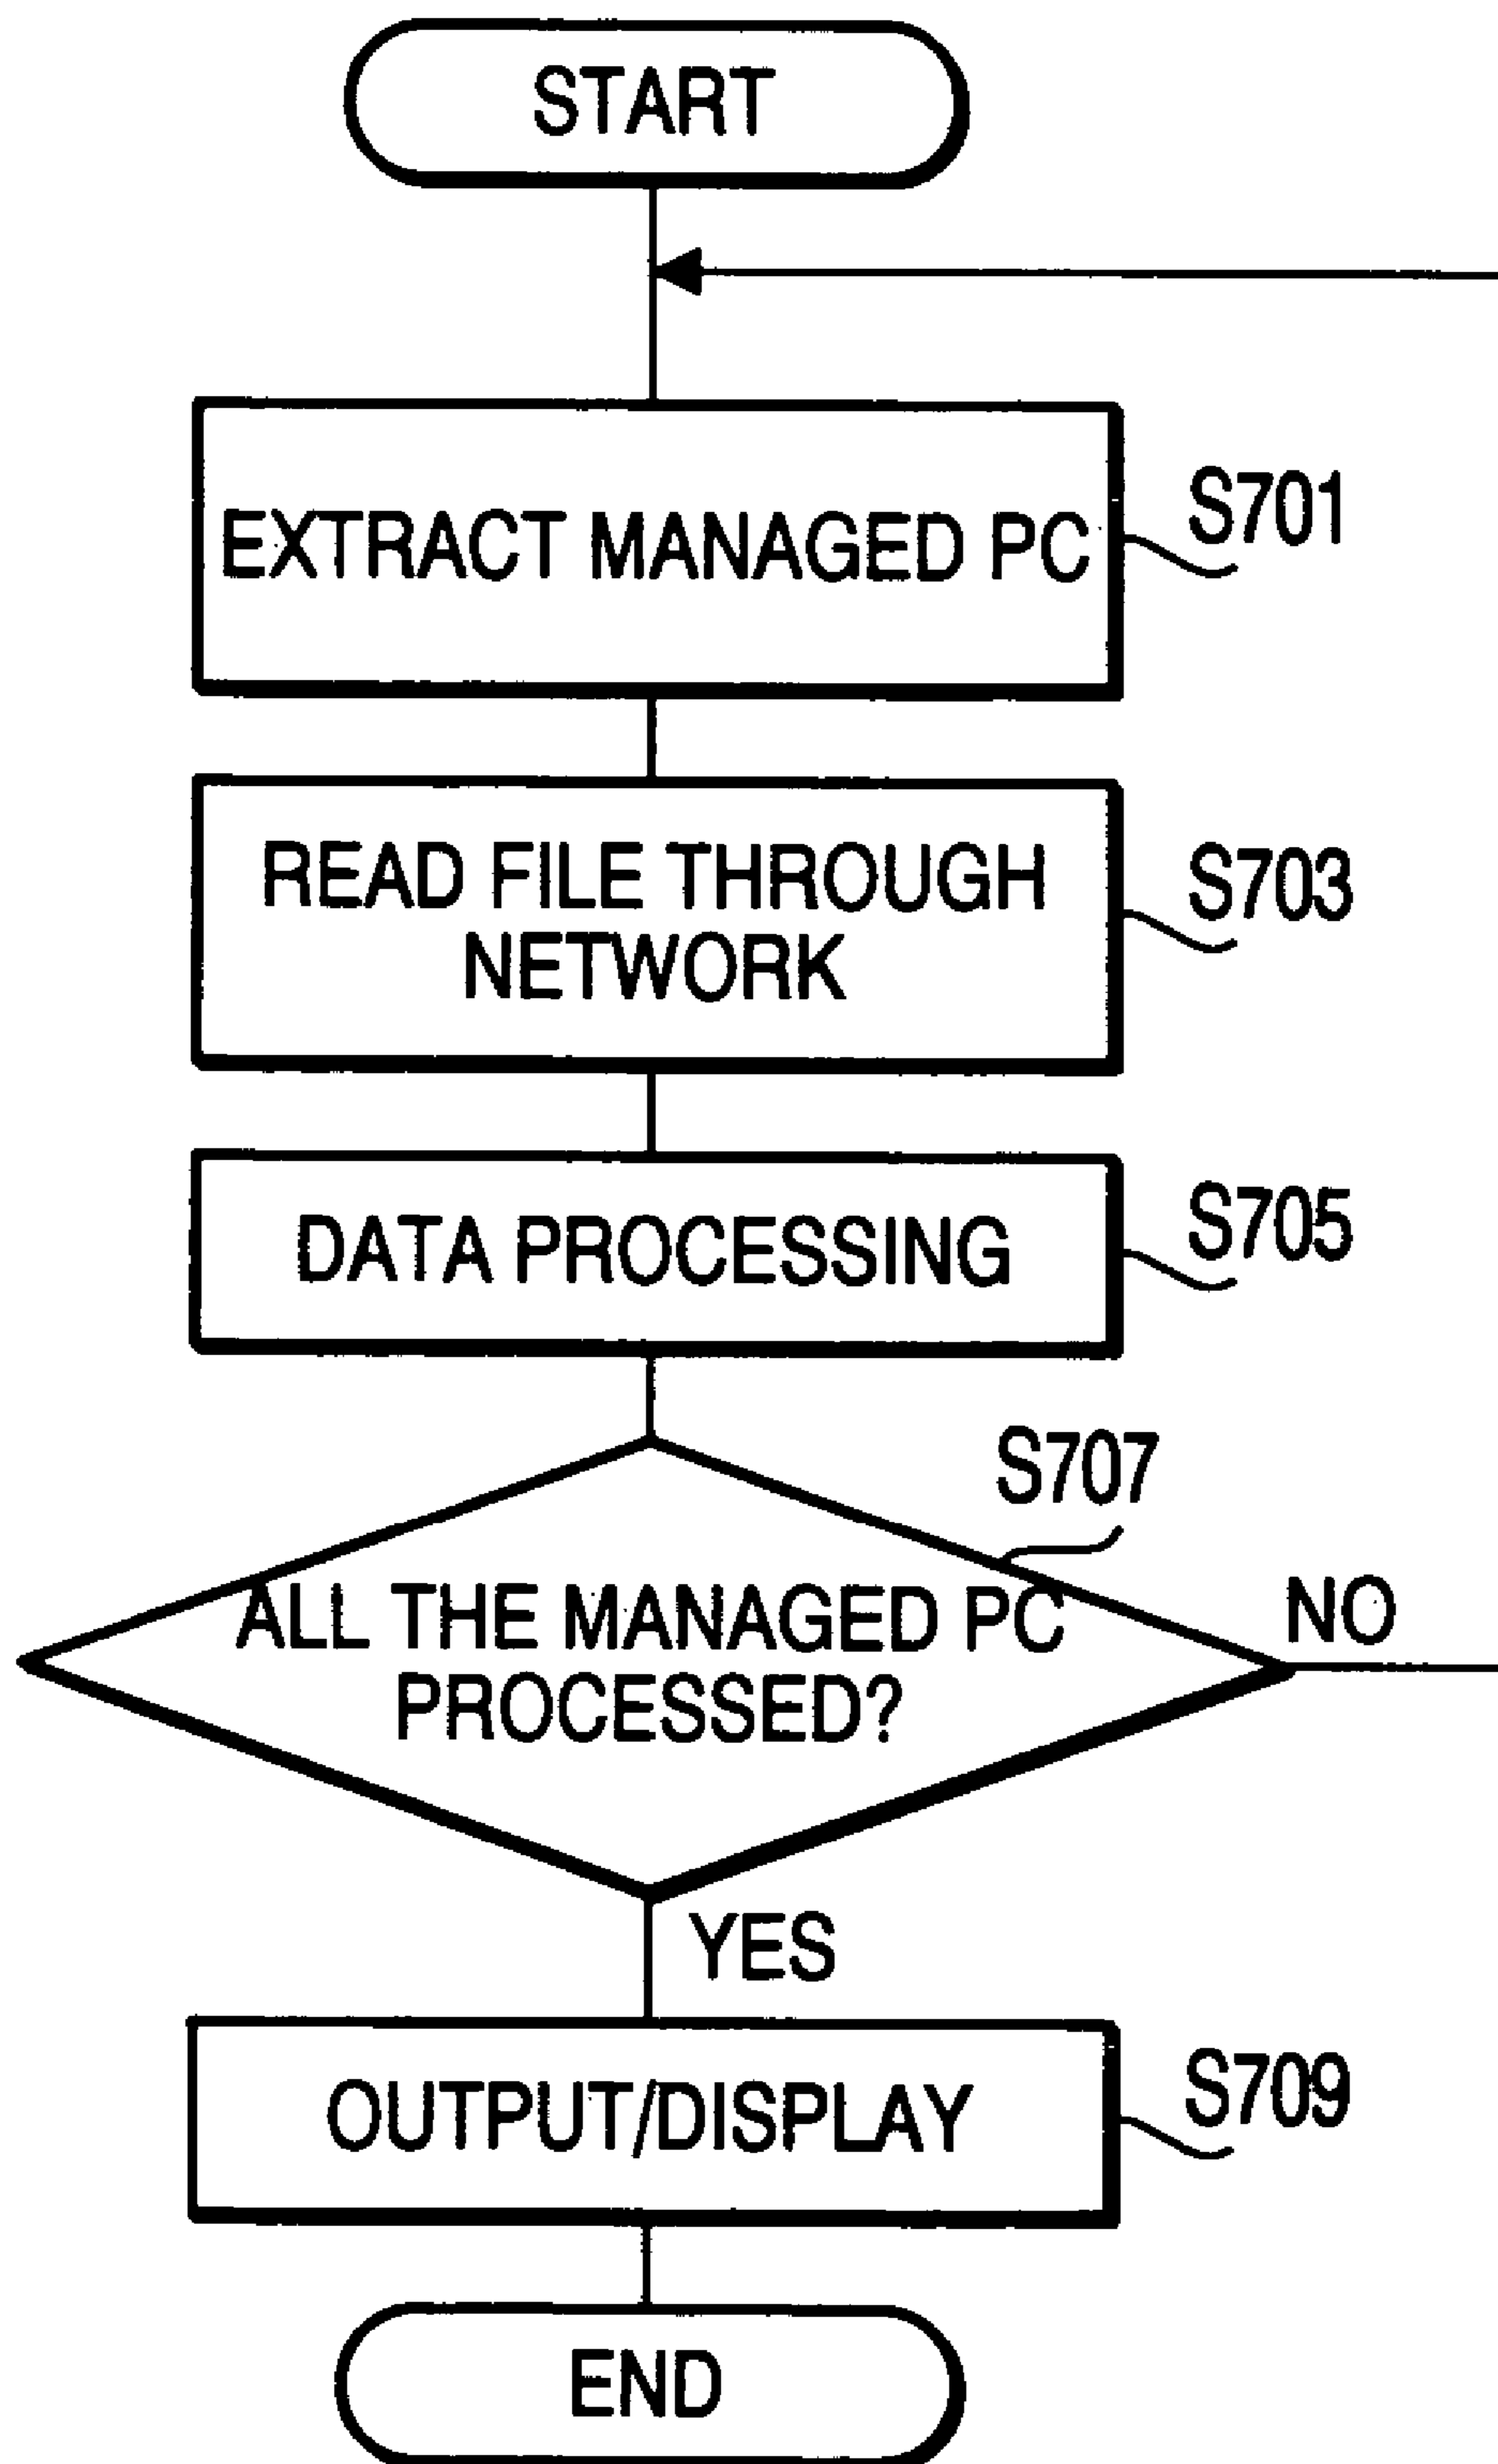 START
EXTRACT MANAGED PC
S701
READ FILE THROUGH
NETWORK
S703
DATA PROCESSING
S705
S707
ALL THE MANAGED PC
PROCESSED?
NO
YES
OUTPUT/DISPLAY
S709
END